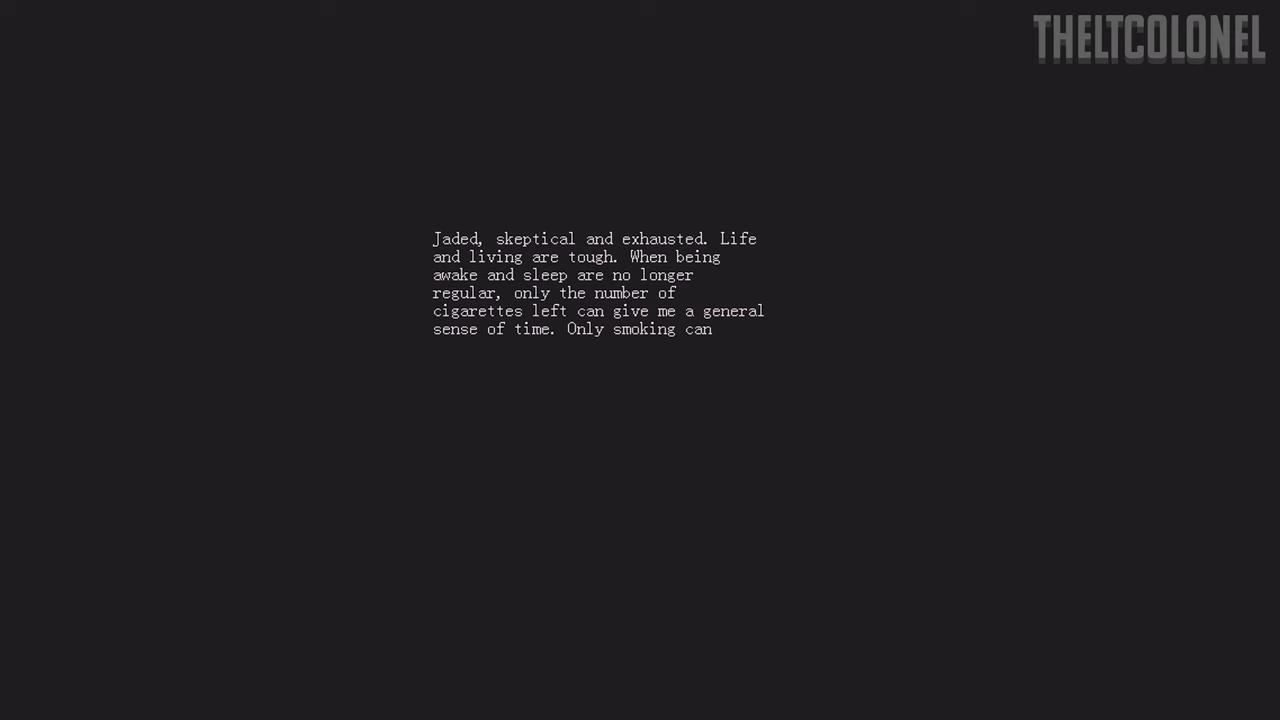 THELTCOLONEL
Jaded, skeptical and exhausted. Life
and living are tough. When being
awake and sleep are no longer
regular, only the number of
cigarettes left can give me a general
sense of time. Only smoking can